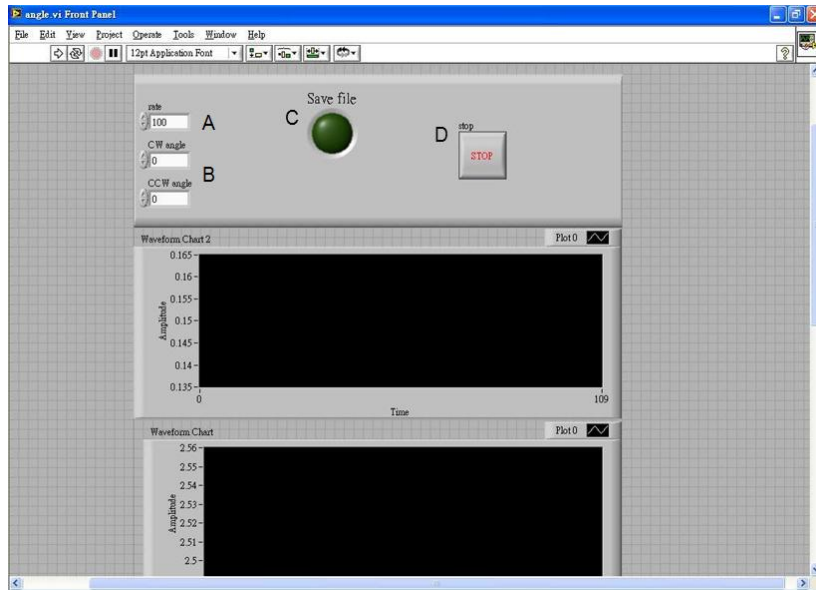 angle.vi Front Panel
File Edit View Project Operate Tools Window Help
12pt Application Font
rate
100
A
CW angle
0
B
CCW angle
0
C
Save file
D
stop
STOP
Waveform Chart 2
Plot 0
Amplitude
0.165
0.16
0.155
0.15
0.145
0.14
0.135
0
109
Time
Waveform Chart
Plot 0
Amplitude
2.56
2.55
2.54
2.53
2.52
2.51
2.5